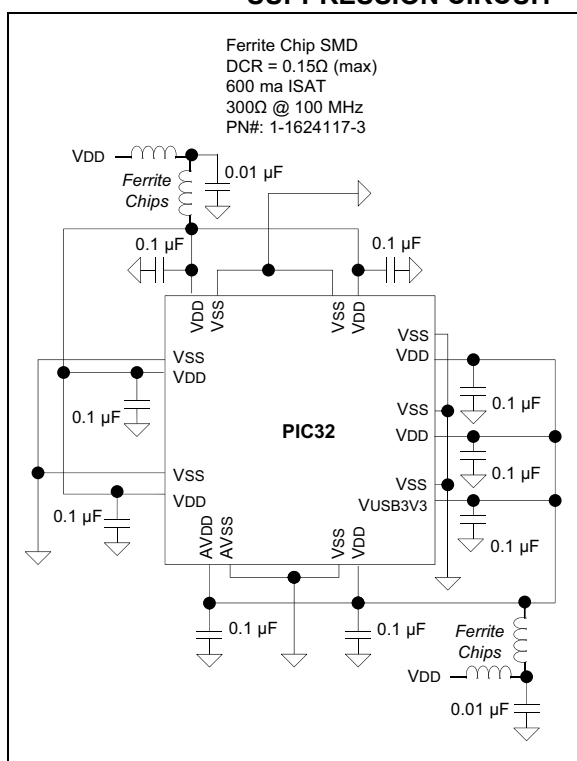 SUPPRESSION CIRCUIT
Ferrite Chip SMD
DCR = 0.15Ω (max)
600 ma ISAT
300Ω @ 100 MHz
PN#: 1-1624117-3
VDD
0.01 µF
Ferrite
Chips
0.1 µF
0.1 µF
VDD
VSS
VSS
VDD
VSS
VDD
VSS
VDD
0.1 µF
0.1 µF
PIC32
VSS
VDD
0.1 µF
VSS
VDD
0.1 µF
VSS
VUSB3V3
0.1 µF
AVDD
AVSS
VSS
VDD
0.1 µF
0.1 µF
Ferrite
Chips
VDD
0.01 µF